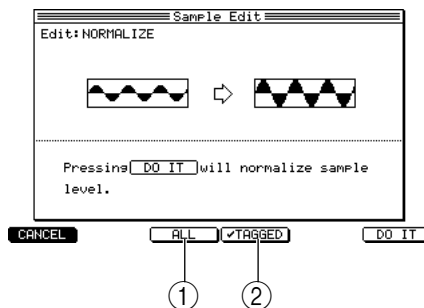 Sample Edit
Edit:NORMALIZE
Pressing DO IT will normalize sample
level.
CANCEL ALL ✓TAGGED DO IT
1 2